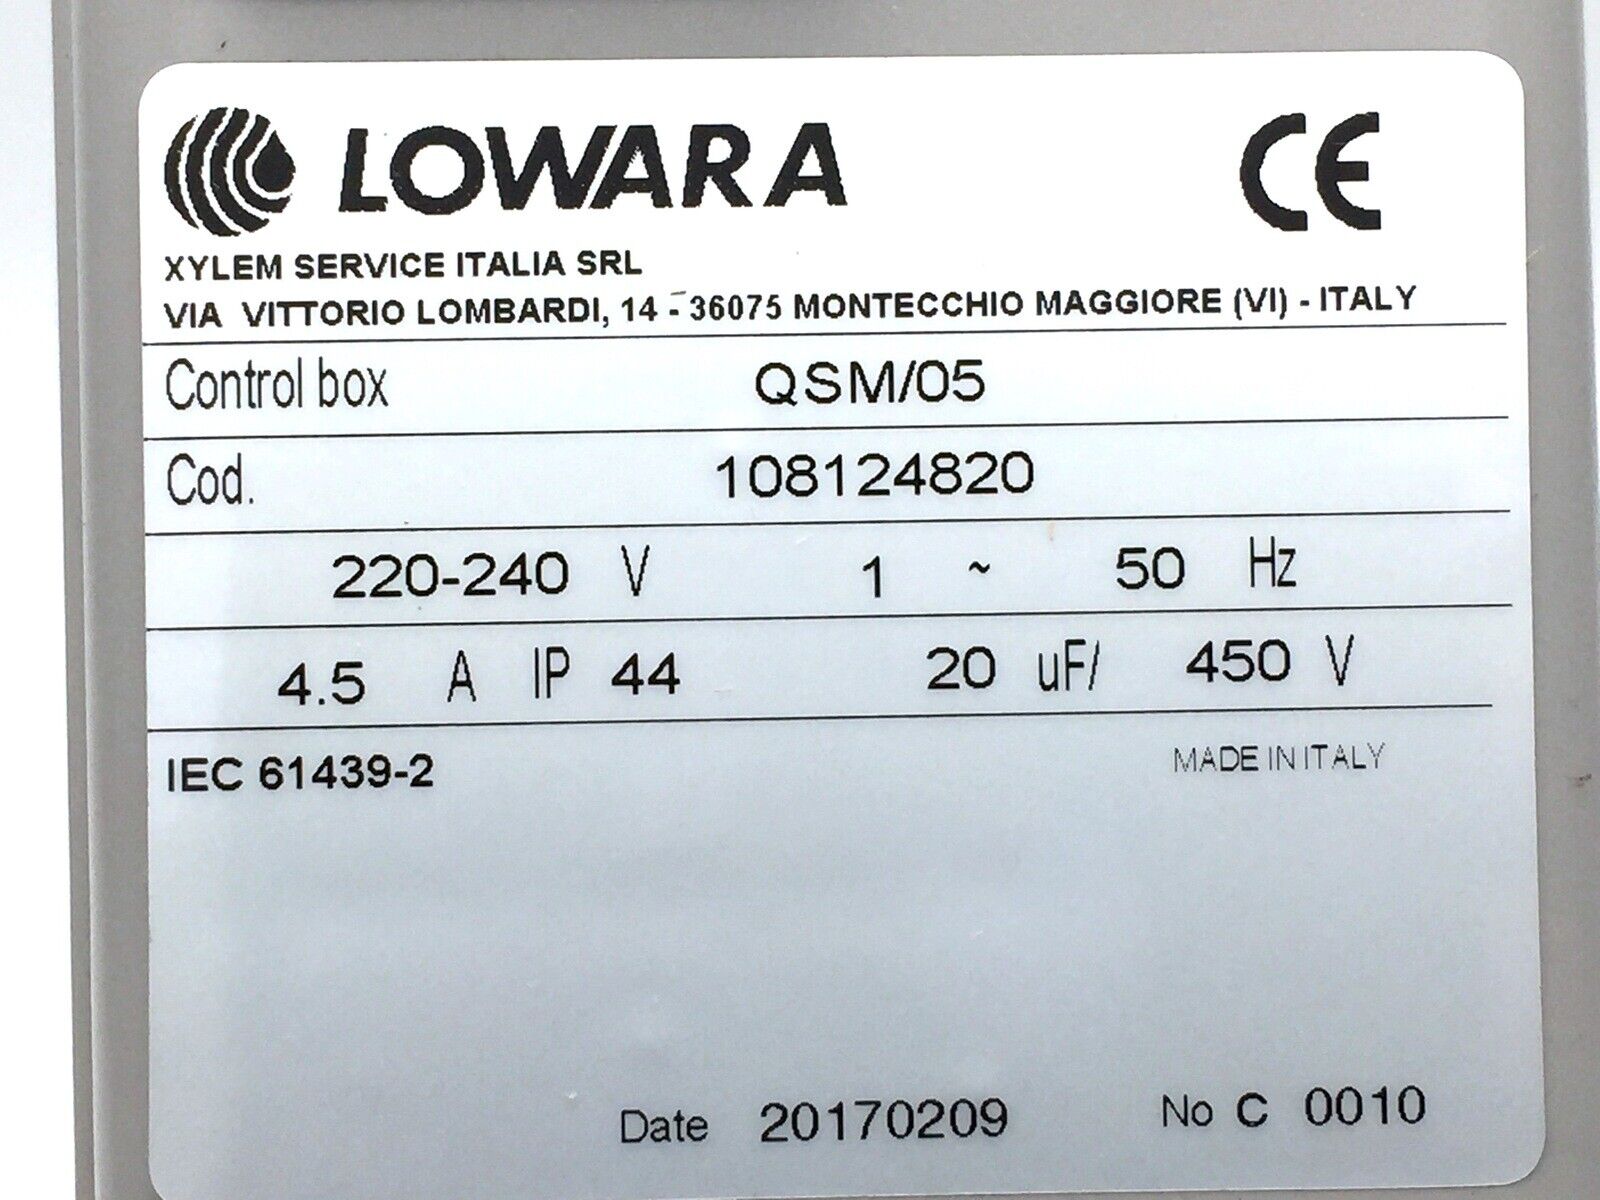 LOWARA CE
XYLEM SERVICE ITALIA SRL
VIA VITTORIO LOMBARDI, 14 - 36075 MONTECCHIO MAGGIORE (VI) - ITALY
Control box QSM/05
Cod. 108124820
220-240 V 1 ~ 50 Hz
4.5 A IP 44 20 uF/ 450 V
IEC 61439-2 MADE IN ITALY
Date 20170209 No C 0010